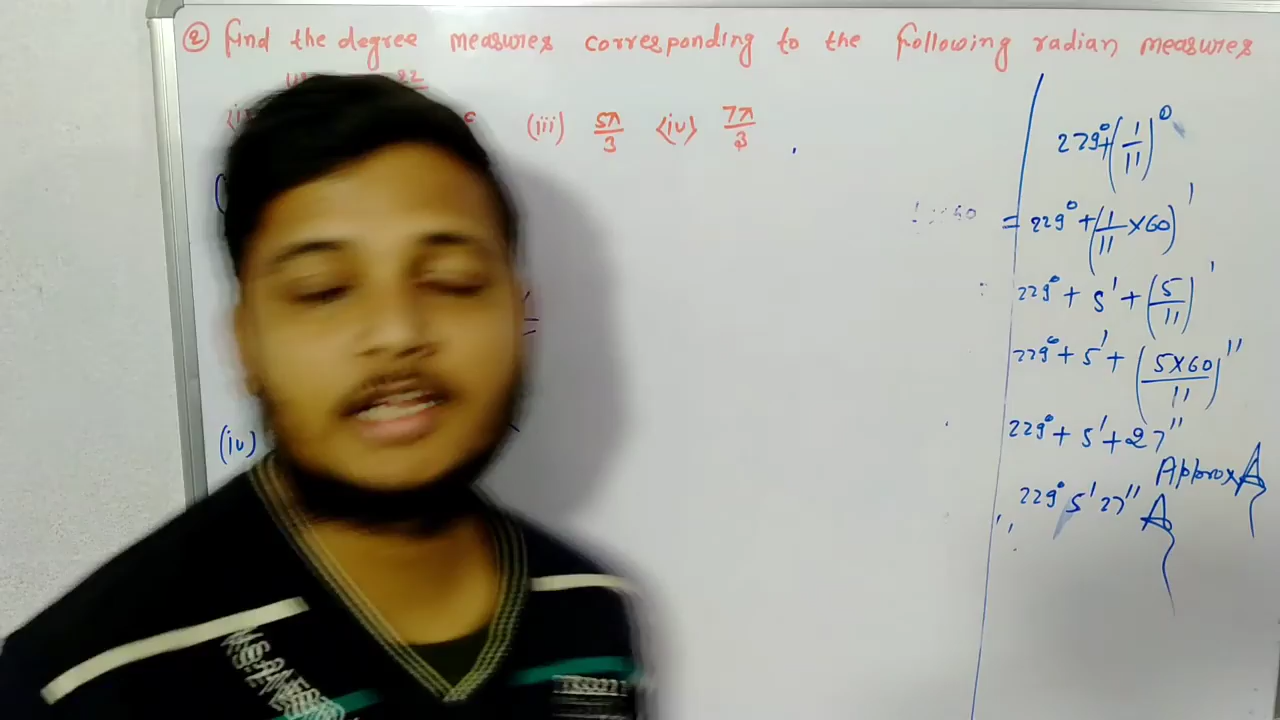 ② Find the degree measures corresponding to the following radian measures
22
(iii) 5π/3 (iv) 7π/3
229° + (1/11)°
= 229° + (1/11 × 60)'
229° + 5' + (5/11)'
229° + 5' + (5×60/11)''
229° + 5' + 27''
Approx A
229° 5' 27'' A
(iv)